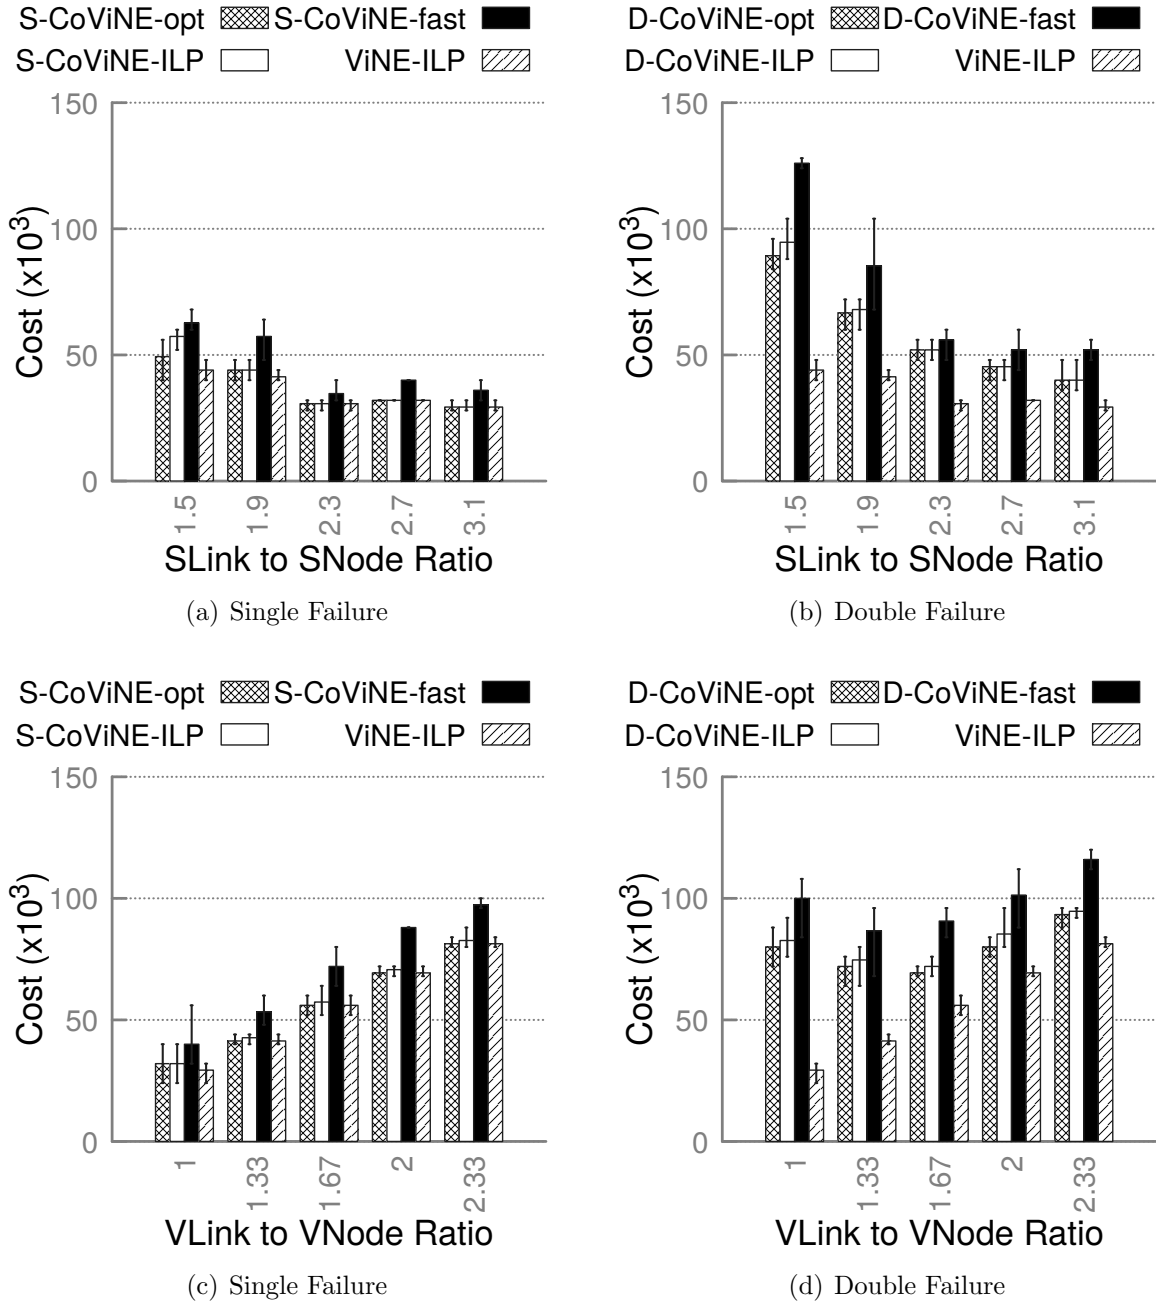 S-CoViNE-opt S-CoViNE-fast
S-CoViNE-ILP ViNE-ILP
150
100
50
0
Cost (x10³)
1.5 1.9 2.3 2.7 3.1
SLink to SNode Ratio
(a) Single Failure
D-CoViNE-opt D-CoViNE-fast
D-CoViNE-ILP ViNE-ILP
150
100
50
0
Cost (x10³)
1.5 1.9 2.3 2.7 3.1
SLink to SNode Ratio
(b) Double Failure
S-CoViNE-opt S-CoViNE-fast
S-CoViNE-ILP ViNE-ILP
150
100
50
0
Cost (x10³)
1 1.33 1.67 2 2.33
VLink to VNode Ratio
(c) Single Failure
D-CoViNE-opt D-CoViNE-fast
D-CoViNE-ILP ViNE-ILP
150
100
50
0
Cost (x10³)
1 1.33 1.67 2 2.33
VLink to VNode Ratio
(d) Double Failure